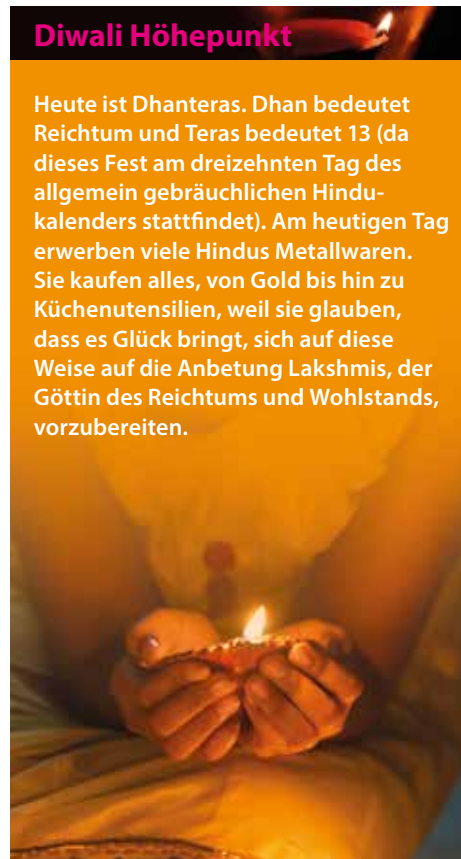 Diwali Höhepunkt
Heute ist Dhanteras. Dhan bedeutet
Reichtum und Teras bedeutet 13 (da
dieses Fest am dreizehnten Tag des
allgemein gebräuchlichen Hindu-
kalenders stattfindet). Am heutigen Tag
erwerben viele Hindus Metallwaren.
Sie kaufen alles, von Gold bis hin zu
Küchenutensilien, weil sie glauben,
dass es Glück bringt, sich auf diese
Weise auf die Anbetung Lakshmis, der
Göttin des Reichtums und Wohlstands,
vorzubereiten.